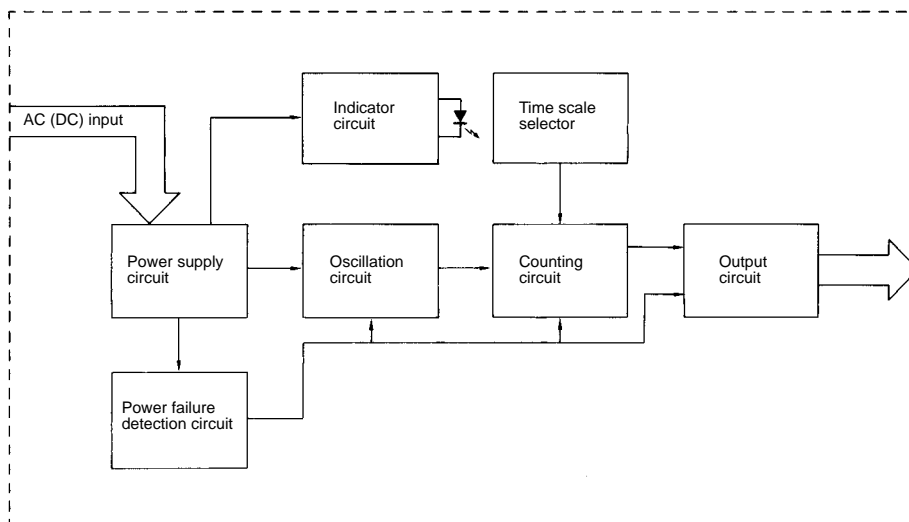 AC (DC) input
Indicator
circuit
Time scale
selector
Power supply
circuit
Oscillation
circuit
Counting
circuit
Output
circuit
Power failure
detection circuit